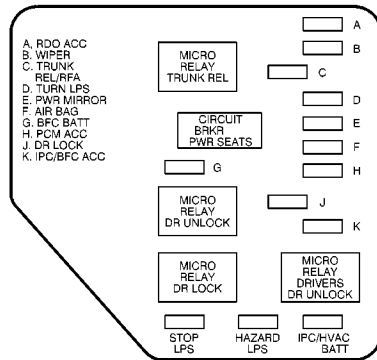 A, RDO ACC
B. WIPER
C. TRUNK
REL/RFA
D. TURN LPS
E. PWR MIRROR
F. AIR BAG
G. BFC BATT
H. PCM ACC
J. DR LOCK
K. IPC/BFC ACC
MICRO
RELAY
TRUNK REL
A
B
C
D
CIRCUIT
BRKR
PWR SEATS
E
F
G
H
MICRO
RELAY
DR UNLOCK
J
K
MICRO
RELAY
DR LOCK
MICRO
RELAY
DRIVERS
DR UNLOCK
STOP
LPS
HAZARD
LPS
IPC/HVAC
BATT